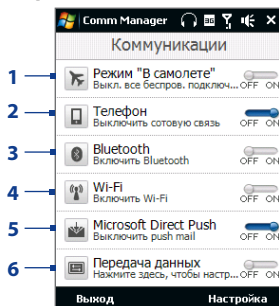 Comm Manager
Коммуникации
1 Режим "В самолете"
Выкл. все беспров. подключ... OFF ON
2 Телефон
Выключить сотовую связь OFF ON
3 Bluetooth
Включить Bluetooth OFF ON
4 Wi-Fi
Включить Wi-Fi OFF ON
5 Microsoft Direct Push
Выключить push mail OFF ON
6 Передача данных
Нажмите здесь, чтобы настр... OFF ON
Выход Настройка